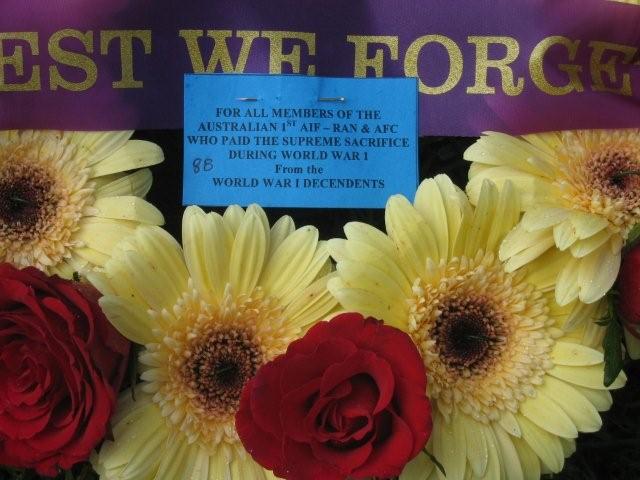 EST WE FORGE
FOR ALL MEMBERS OF THE
AUSTRALIAN 1ST AIF – RAN & AFC
WHO PAID THE SUPREME SACRIFICE
DURING WORLD WAR 1
8B
From the
WORLD WAR I DECENDENTS